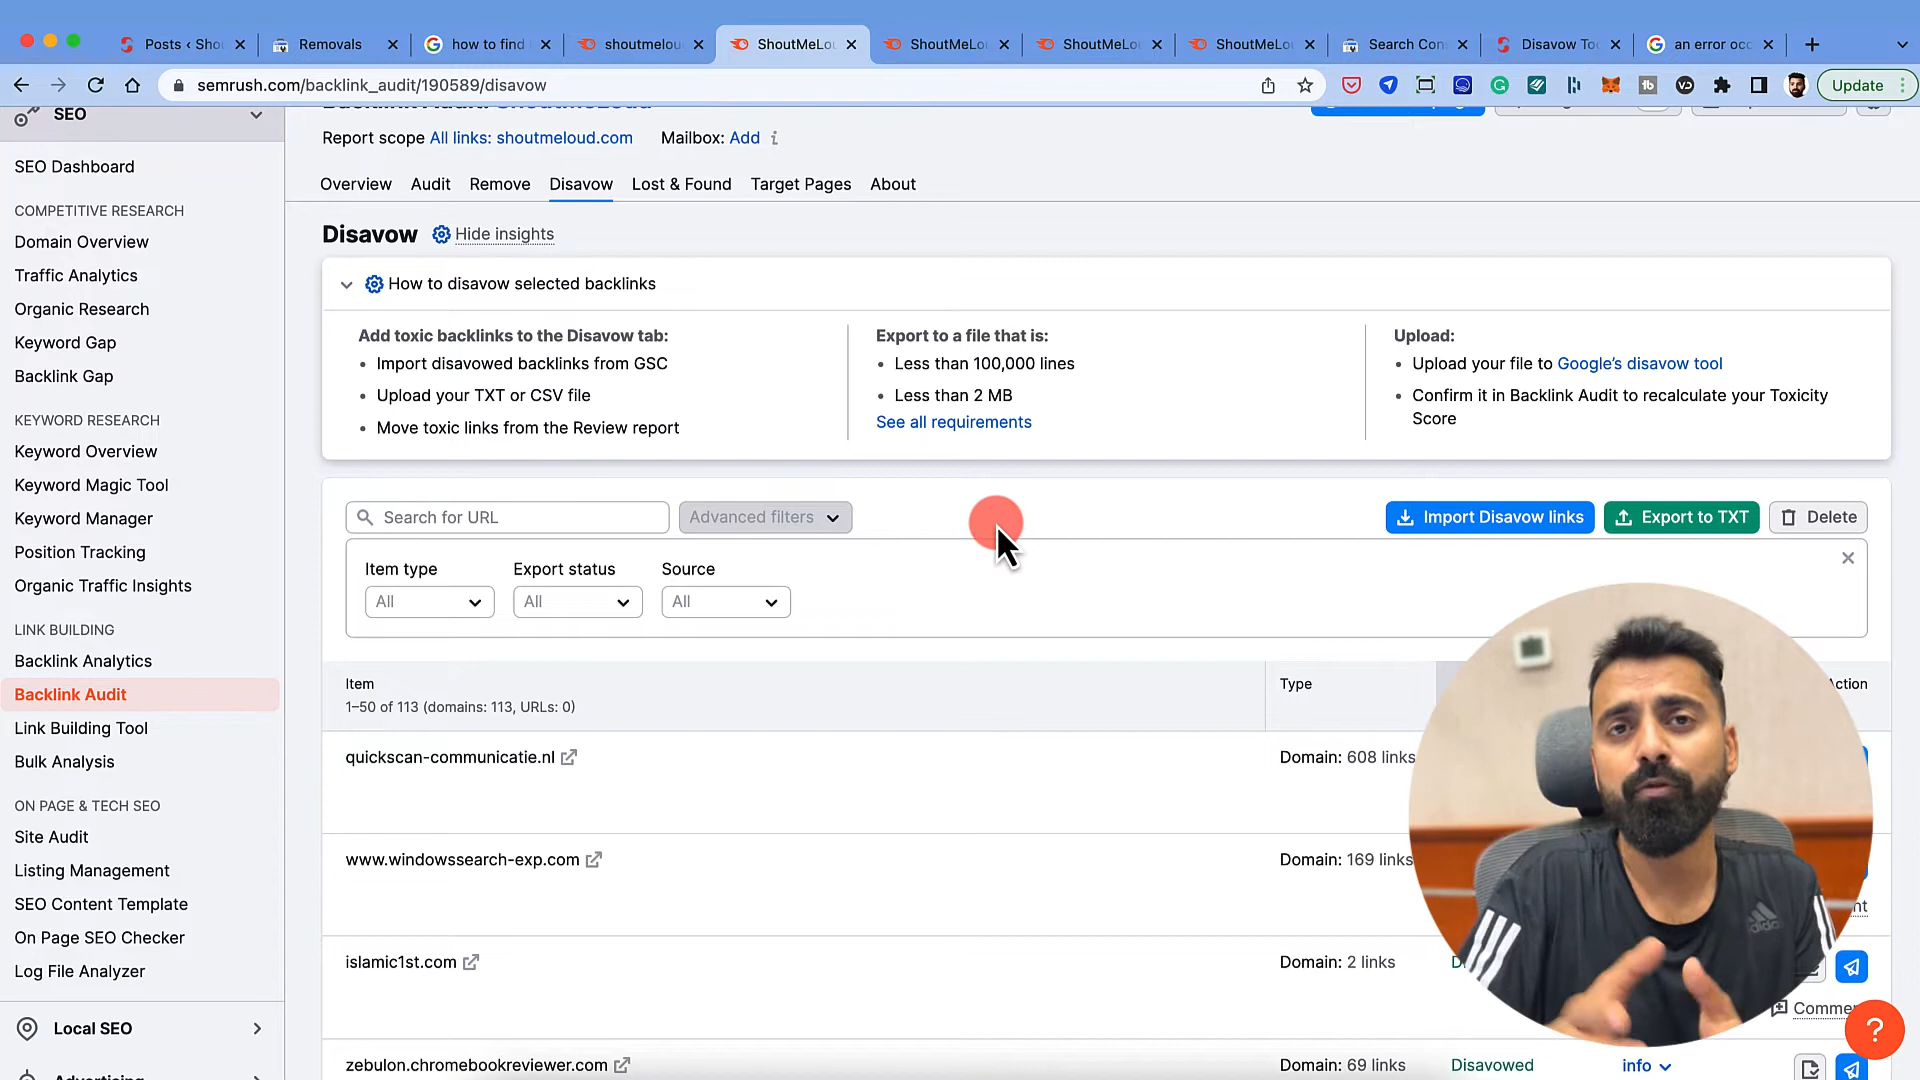 Posts ‹ Shou
Removals
how to find
shoutmelou
ShoutMeLou
ShoutMeLo
ShoutMeLo
ShoutMeLo
Search Con
Disavow Too
an error occ
semrush.com/backlink_audit/190589/disavow
Update
SEO
SEO Dashboard
COMPETITIVE RESEARCH
Domain Overview
Traffic Analytics
Organic Research
Keyword Gap
Backlink Gap
KEYWORD RESEARCH
Keyword Overview
Keyword Magic Tool
Keyword Manager
Position Tracking
Organic Traffic Insights
LINK BUILDING
Backlink Analytics
Backlink Audit
Link Building Tool
Bulk Analysis
ON PAGE & TECH SEO
Site Audit
Listing Management
SEO Content Template
On Page SEO Checker
Log File Analyzer
Local SEO
Advertising
Report scope All links: shoutmeloud.com Mailbox: Add i
Overview Audit Remove Disavow Lost & Found Target Pages About
Disavow Hide insights
How to disavow selected backlinks
Add toxic backlinks to the Disavow tab:
• Import disavowed backlinks from GSC
• Upload your TXT or CSV file
• Move toxic links from the Review report
Export to a file that is:
• Less than 100,000 lines
• Less than 2 MB
See all requirements
Upload:
• Upload your file to Google’s disavow tool
• Confirm it in Backlink Audit to recalculate your Toxicity
Score
Search for URL Advanced filters Import Disavow links Export to TXT Delete
Item type Export status Source
All All All
Item Type Action
1–50 of 113 (domains: 113, URLs: 0)
quickscan-communicatie.nl Domain: 608 links
www.windowssearch-exp.com Domain: 169 links
islamic1st.com Domain: 2 links
zebulon.chromebookreviewer.com Domain: 69 links Disavowed info
adidas
?